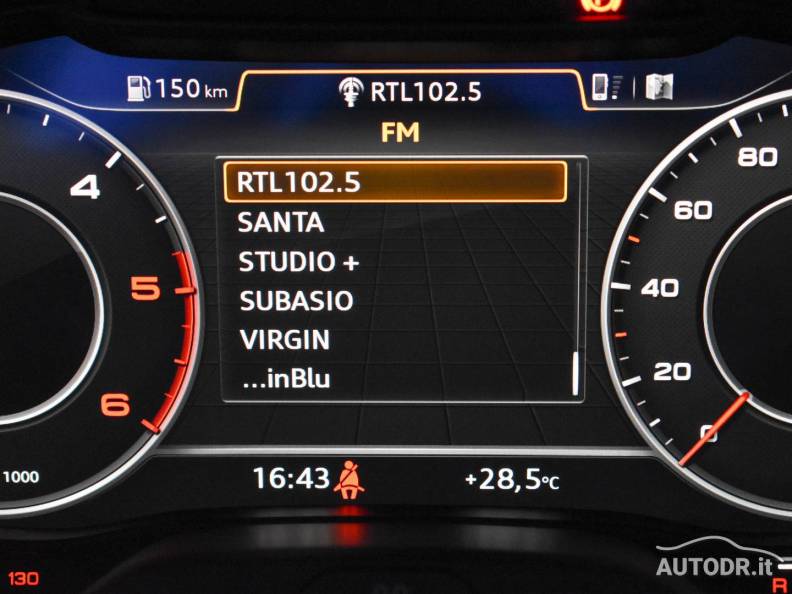 150 km
RTL102.5
FM
RTL102.5
SANTA
STUDIO +
SUBASIO
VIRGIN
...inBlu
4
5
6
1000
80
60
40
20
0
16:43
+28,5°C
130
R
AUTODR.it